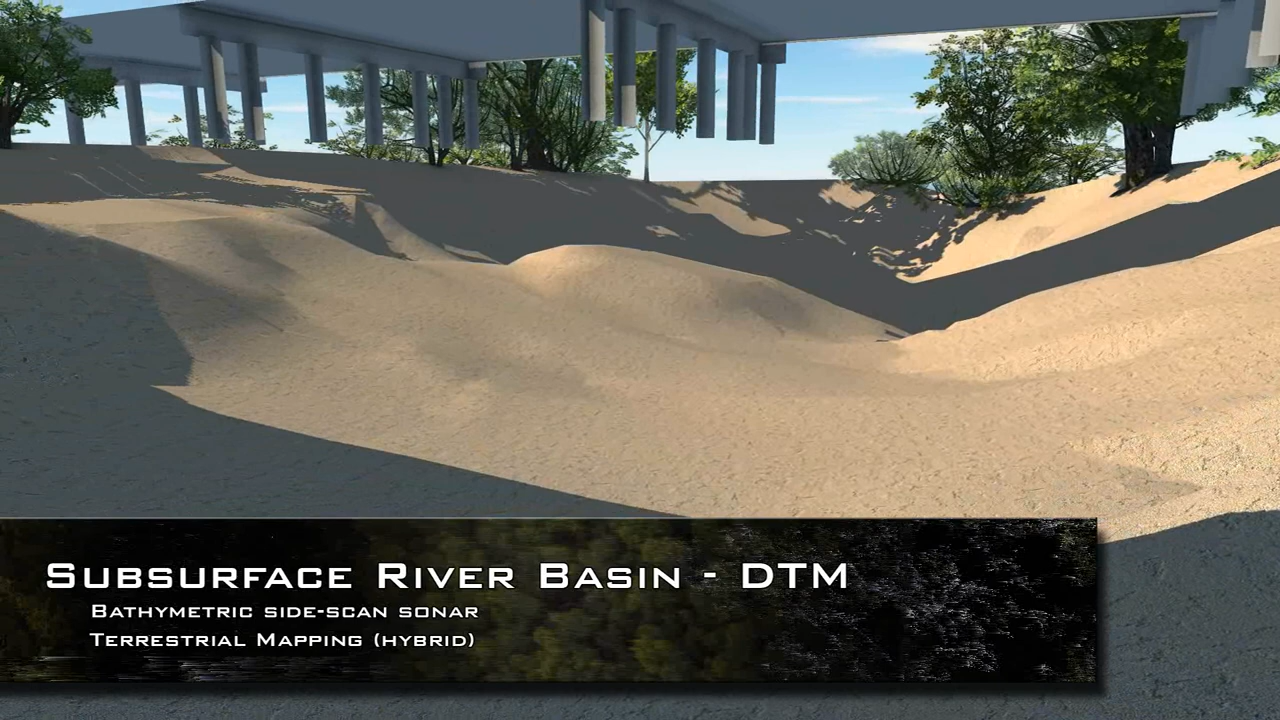 Subsurface River Basin - DTM
Bathymetric side-scan sonar
Terrestrial Mapping (hybrid)